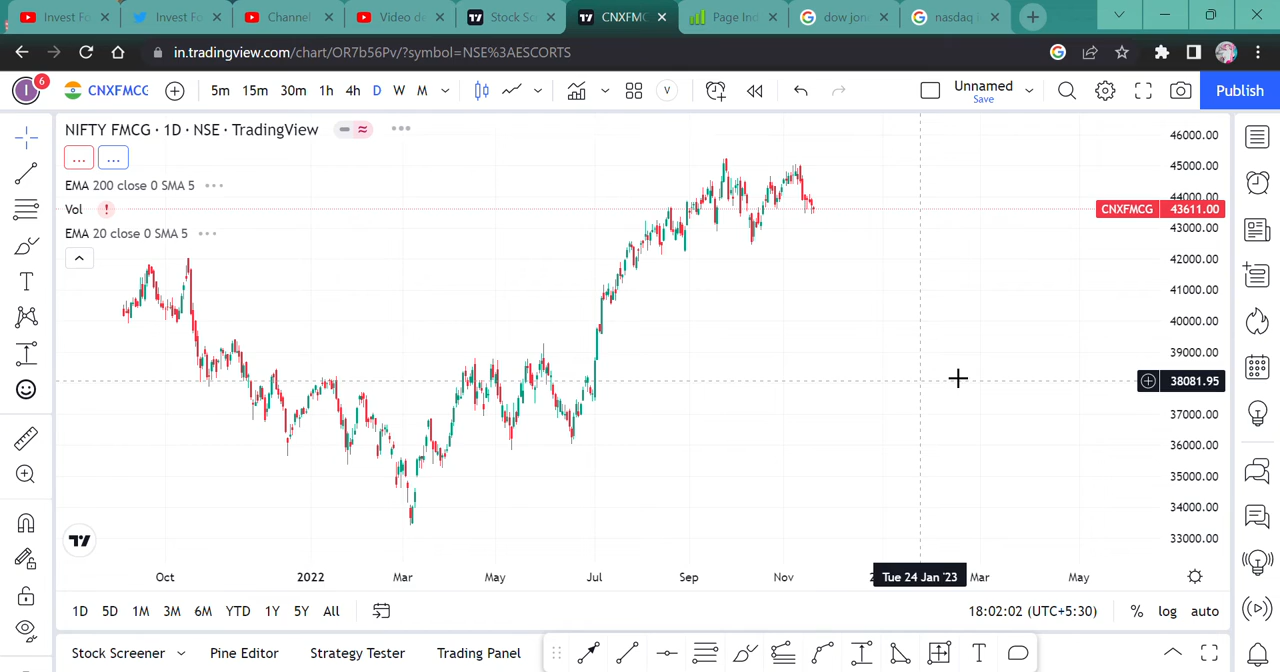 Invest Fo
Invest Fo
Channel
Video de
Stock Sc
CNXFMC
Page Ind
dow jon
nasdaq
in.tradingview.com/chart/OR7b56Pv/?symbol=NSE%3AESCORTS
I
6
CNXFMCG
5m 15m 30m 1h 4h D W M
V
Unnamed
Save
Publish
NIFTY FMCG · 1D · NSE · TradingView
EMA 200 close 0 SMA 5
Vol
EMA 20 close 0 SMA 5
46000.00
45000.00
44000.00
CNXFMCG 43611.00
43000.00
42000.00
41000.00
40000.00
39000.00
38081.95
37000.00
36000.00
35000.00
34000.00
33000.00
Oct 2022 Mar May Jul Sep Nov Tue 24 Jan '23 Mar May
1D 5D 1M 3M 6M YTD 1Y 5Y All
18:02:02 (UTC+5:30) % log auto
Stock Screener Pine Editor Strategy Tester Trading Panel